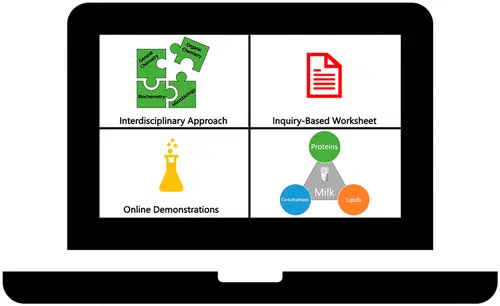 General
Chemistry
Organic
Chemistry
Biochemistry
Microbiology
Interdisciplinary Approach
Inquiry-Based Worksheet
Online Demonstrations
Proteins
Milk
Carbohydrates
Lipids